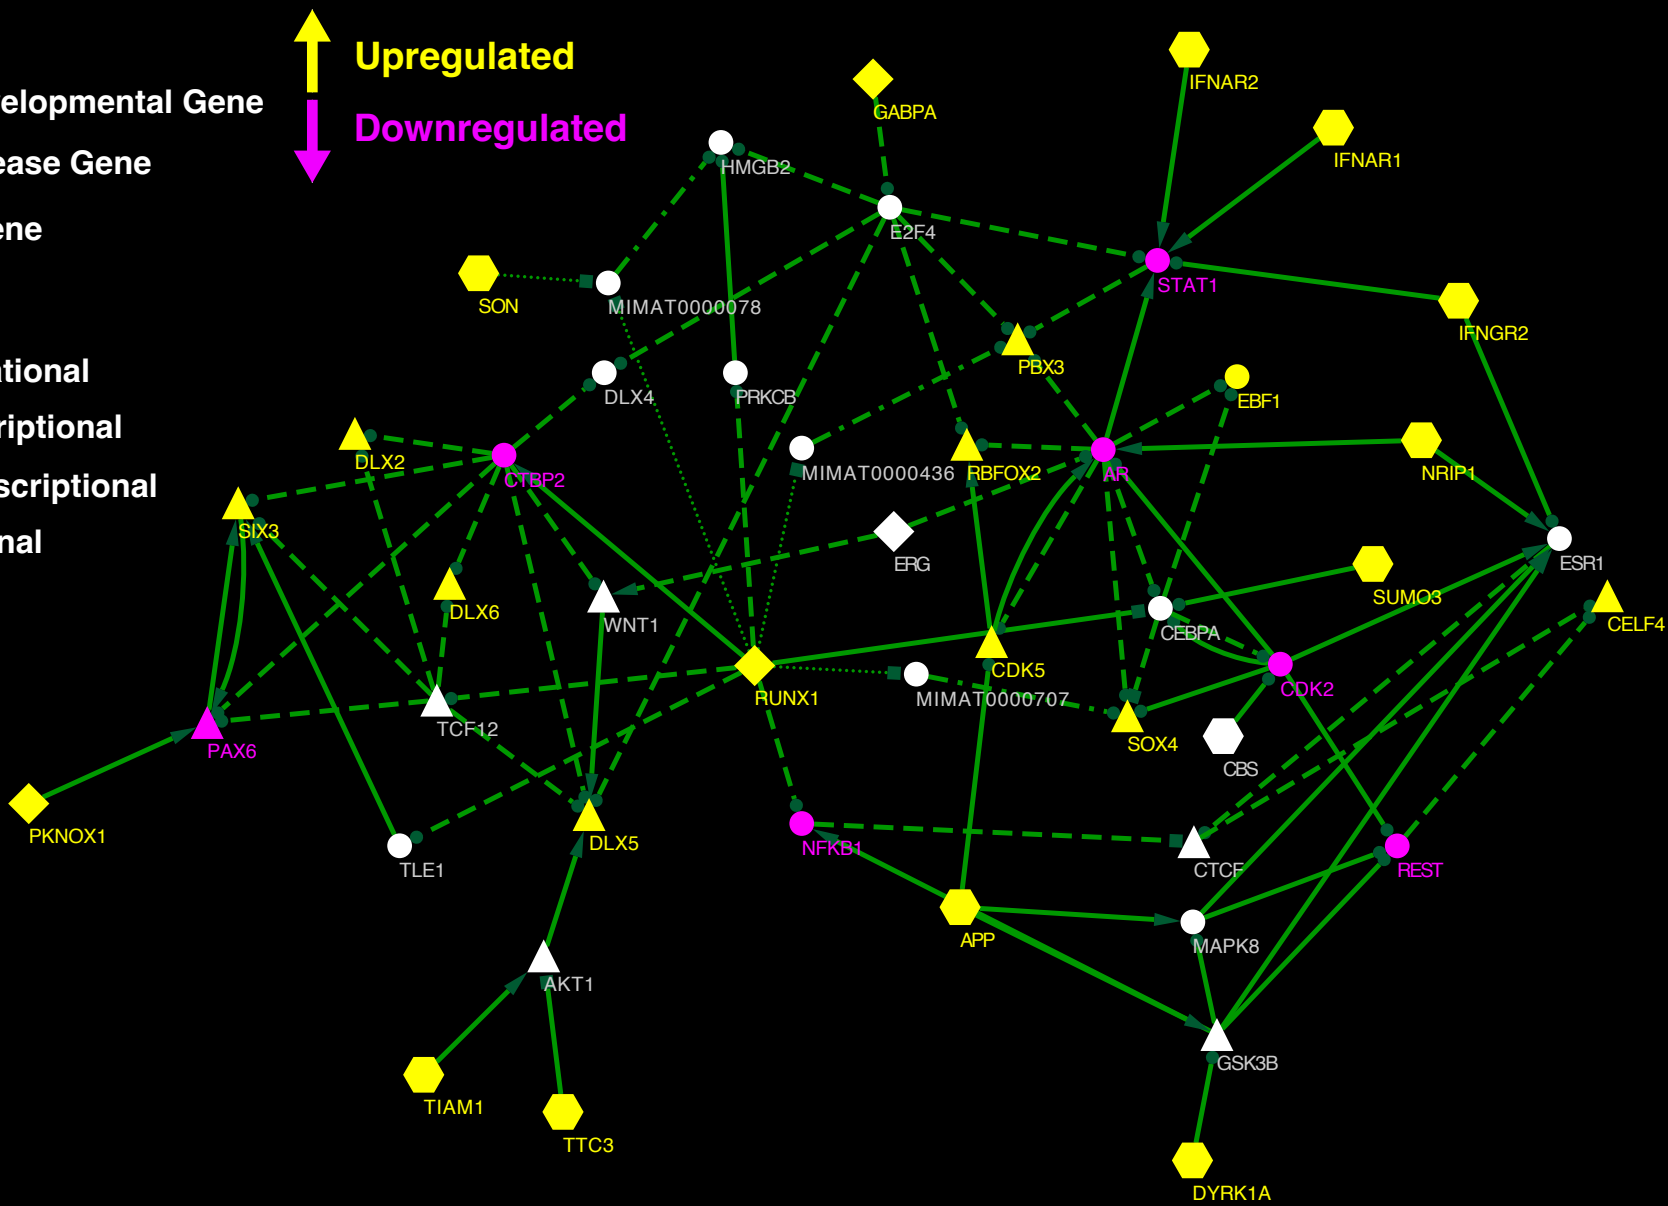 Upregulated
velopmental Gene
Downregulated
ease Gene
ene
ational
riptional
scriptional
nal
IFNAR2
GABPA
IFNAR1
HMGB2
E2F4
STAT1
SON
MIMAT0000078
IFNGR2
PBX3
DLX4
PRKCB
EBF1
DLX2
CTBP2
MIMAT0000436
RBFOX2
AR
NRIP1
SIX3
ERG
ESR1
DLX6
WNT1
CEBPA
SUMO3
CELF4
CDK5
RUNX1
MIMAT0000707
CDK2
PAX6
TCF12
SOX4
CBS
PKNOX1
TLE1
DLX5
NFKB1
CTCF
REST
APP
MAPK8
AKT1
GSK3B
TIAM1
TTC3
DYRK1A